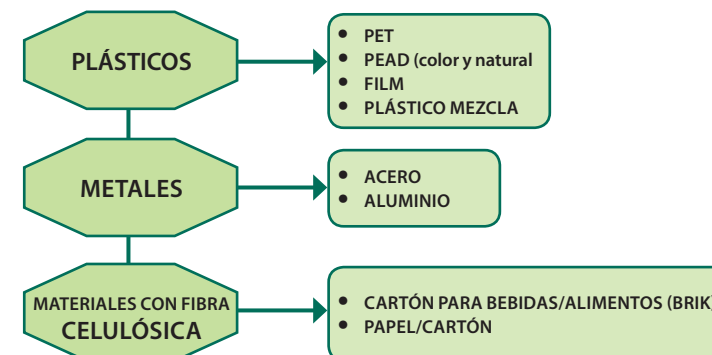 PLÁSTICOS
• PET
• PEAD (color y natural
• FILM
• PLÁSTICO MEZCLA
METALES
• ACERO
• ALUMINIO
MATERIALES CON FIBRA
CELULÓSICA
• CARTÓN PARA BEBIDAS/ALIMENTOS (BRIK)
• PAPEL/CARTÓN